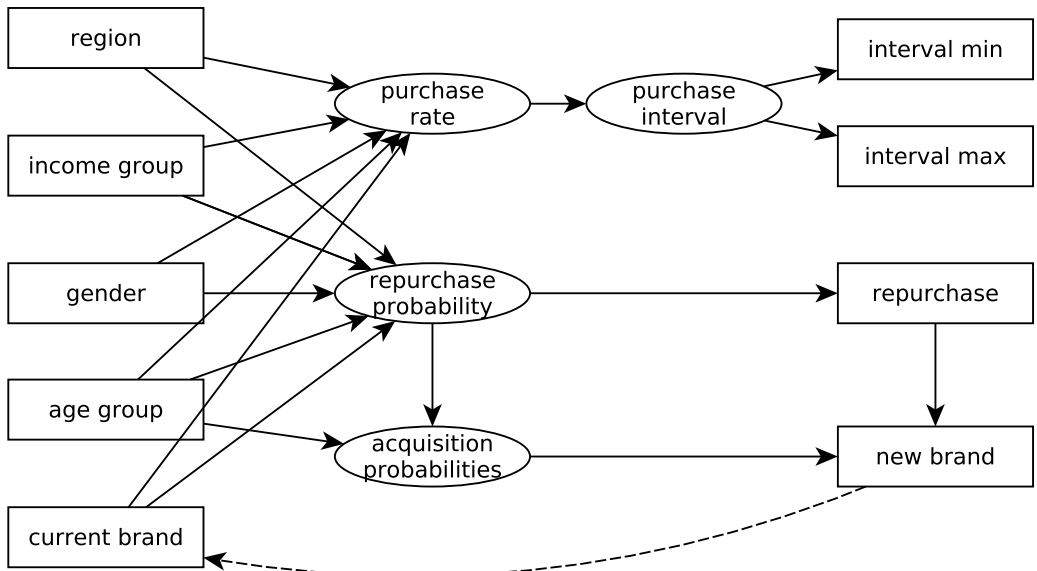 region
income group
gender
age group
current brand
purchase
rate
purchase
interval
repurchase
probability
acquisition
probabilities
interval min
interval max
repurchase
new brand